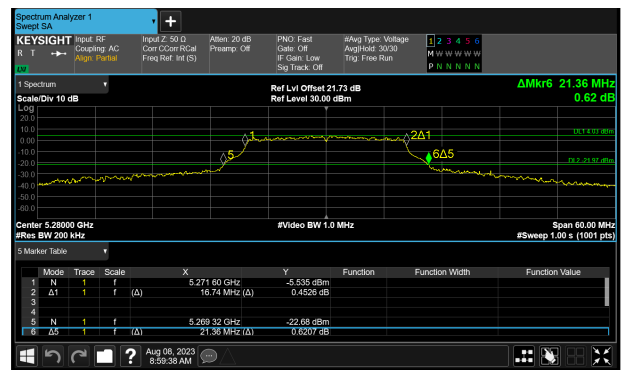 Spectrum Analyzer 1
Swept SA
KEYSIGHT Input: RF Input Z: 50 Ω Atten: 20 dB PNO: Fast #Avg Type: Voltage 1 2 3 4 5 6
R T Coupling: AC Corr CCorr RCal Preamp: Off Gate: Off Avg|Hold: 30/30 M W W W W W
Align: Partial Freq Ref: Int (S) IF Gain: Low Trig: Free Run
Sig Track: Off P N N N N N
LXI
1 Spectrum
Ref Lvl Offset 21.73 dB ΔMkr6 21.36 MHz
Scale/Div 10 dB Ref Level 30.00 dBm 0.62 dB
Log
20.0
10.0
DL1 4.03 dBm
0.00
1 2Δ1
-10.0
5 6Δ5
-20.0
DL2 -21.97 dBm
-30.0
-40.0
-50.0
-60.0
Center 5.28000 GHz #Video BW 1.0 MHz Span 60.00 MHz
#Res BW 200 kHz #Sweep 1.00 s (1001 pts)
5 Marker Table
Mode Trace Scale X Y Function Function Width Function Value
1 N 1 f 5.271 60 GHz -5.535 dBm
2 Δ1 1 f (Δ) 16.74 MHz (Δ) 0.4526 dB
3
4
5 N 1 f 5.269 32 GHz -22.68 dBm
6 Δ5 1 f (Δ) 21.36 MHz (Δ) 0.6207 dB
? Aug 08, 2023
8:59:38 AM